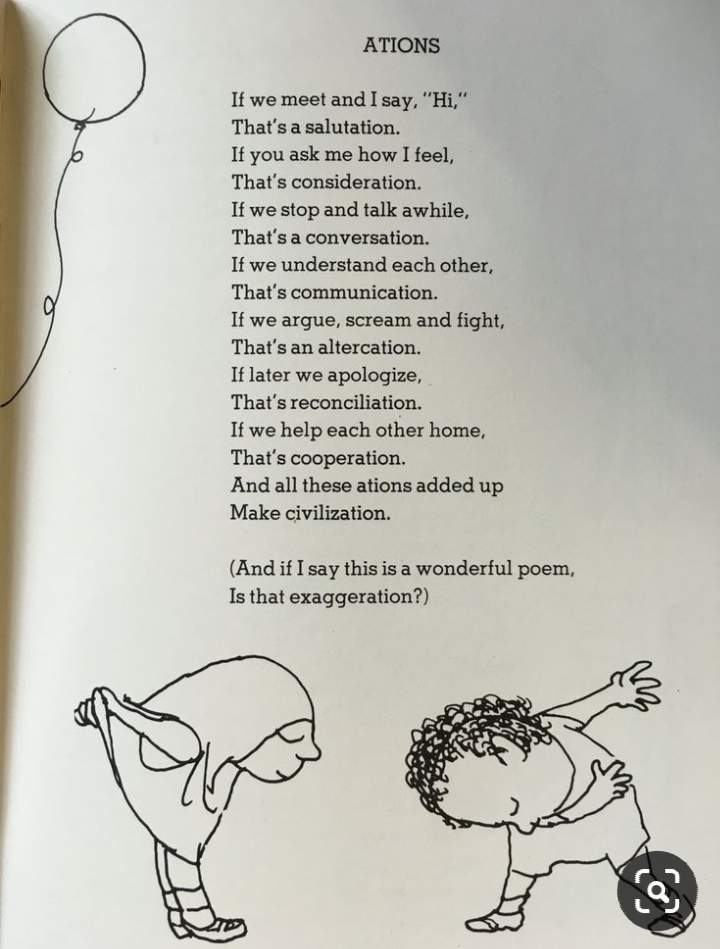 ATIONS
If we meet and I say, "Hi,"
That's a salutation.
If you ask me how I feel,
That's consideration.
If we stop and talk awhile,
That's a conversation.
If we understand each other,
That's communication.
If we argue, scream and fight,
That's an altercation.
If later we apologize,
That's reconciliation.
If we help each other home,
That's cooperation.
And all these ations added up
Make civilization.
(And if I say this is a wonderful poem,
Is that exaggeration?)